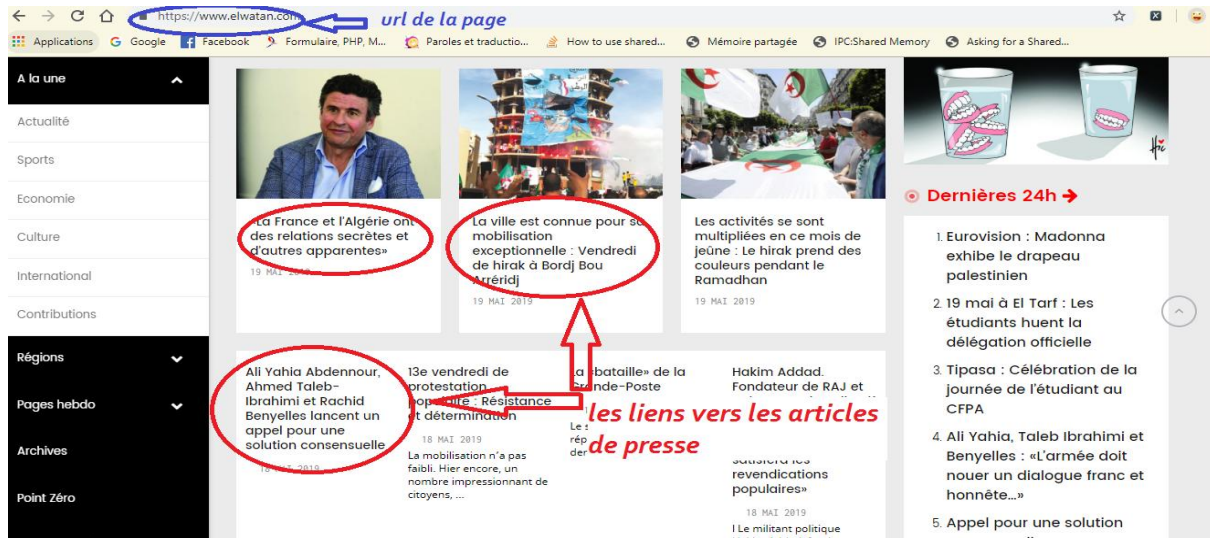 https://www.elwatan.com
url de la page
Applications
Google
Facebook
Formulaire, PHP, M...
Paroles et traductio...
How to use shared...
Mémoire partagée
IPC:Shared Memory
Asking for a Shared...
A la une
Actualité
Sports
Economie
Culture
International
Contributions
Régions
Pages hebdo
Archives
Point Zéro
«La France et l'Algérie ont
des relations secrètes et
d'autres apparentes»
19 MAI 2019
La ville est connue pour sa
mobilisation
exceptionnelle : Vendredi
de hirak à Bordj Bou
Arréridj
19 MAI 2019
Les activités se sont
multipliées en ce mois de
jeûne : Le hirak prend des
couleurs pendant le
Ramadhan
19 MAI 2019
Ali Yahia Abdennour,
Ahmed Taleb-
Ibrahimi et Rachid
Benyelles lancent un
appel pour une
solution consensuelle
18 MAI 2019
13e vendredi de
protestation
populaire : Résistance
et détermination
18 MAI 2019
La mobilisation n'a pas
faibli. Hier encore, un
nombre impressionnant de
citoyens, ...
La «bataille» de la
Grande-Poste
les liens vers les articles
de presse
Hakim Addad.
Fondateur de RAJ et
revendications
populaires»
18 MAI 2019
l Le militant politique
Hic
Dernières 24h
1. Eurovision : Madonna
exhibe le drapeau
palestinien
2. 19 mai à El Tarf : Les
étudiants huent la
délégation officielle
3. Tipasa : Célébration de la
journée de l'étudiant au
CFPA
4. Ali Yahia, Taleb Ibrahimi et
Benyelles : «L'armée doit
nouer un dialogue franc et
honnête...»
5. Appel pour une solution